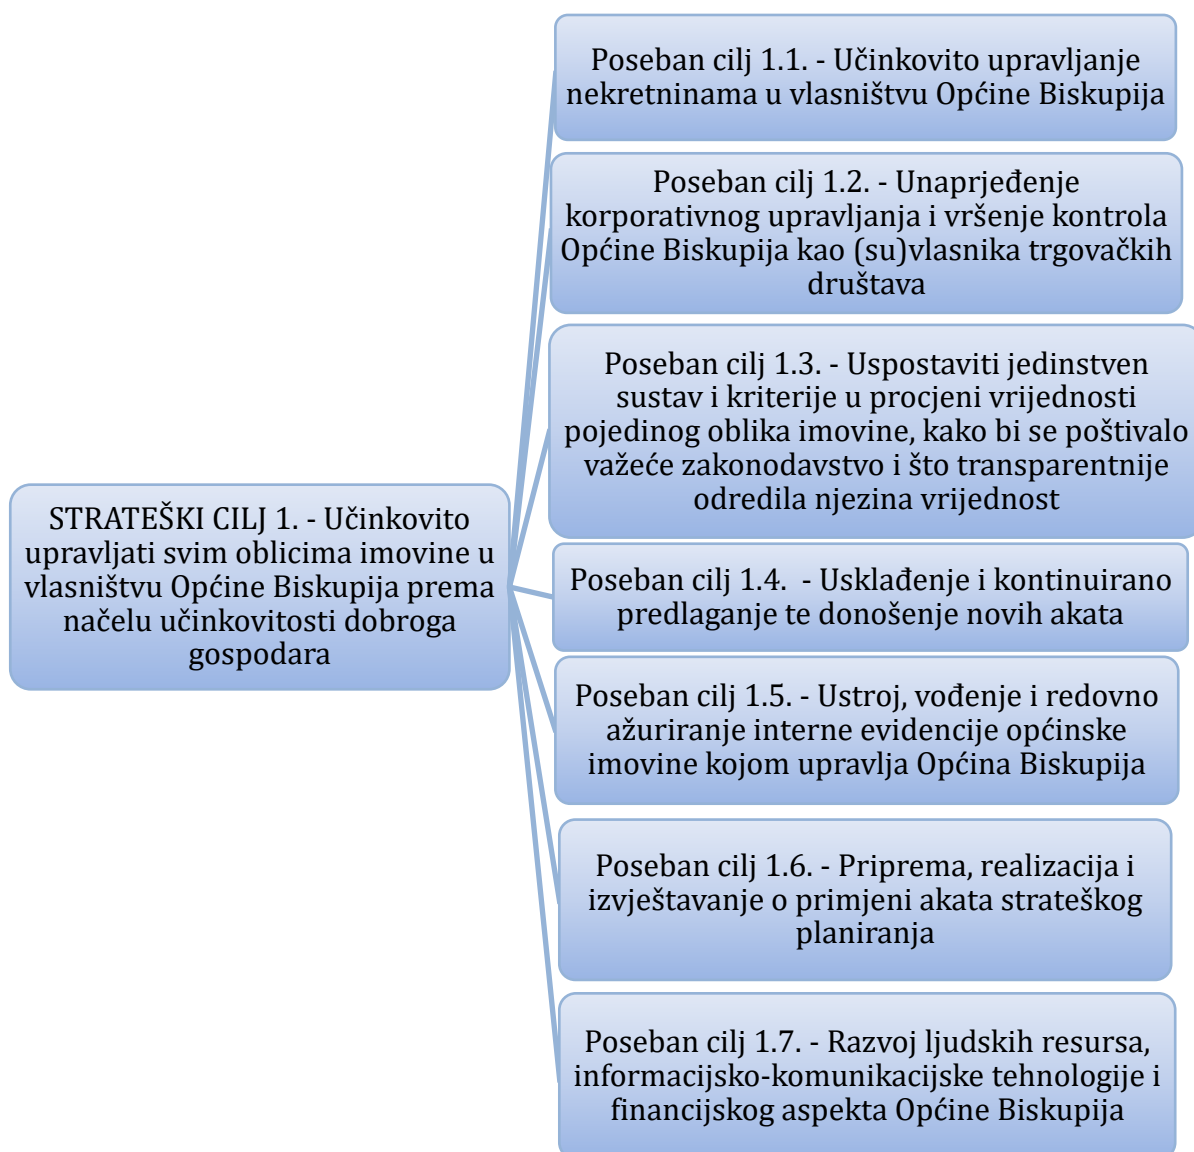 STRATEŠKI CILJ 1. - Učinkovito
upravljati svim oblicima imovine u
vlasništvu Općine Biskupija prema
načelu učinkovitosti dobroga
gospodara
Poseban cilj 1.1. - Učinkovito upravljanje
nekretninama u vlasništvu Općine Biskupija
Poseban cilj 1.2. - Unaprjeđenje
korporativnog upravljanja i vršenje kontrola
Općine Biskupija kao (su)vlasnika trgovačkih
društava
Poseban cilj 1.3. - Uspostaviti jedinstven
sustav i kriterije u procjeni vrijednosti
pojedinog oblika imovine, kako bi se poštivalo
važeće zakonodavstvo i što transparentnije
odredila njezina vrijednost
Poseban cilj 1.4. - Usklađenje i kontinuirano
predlaganje te donošenje novih akata
Poseban cilj 1.5. - Ustroj, vođenje i redovno
ažuriranje interne evidencije općinske
imovine kojom upravlja Općina Biskupija
Poseban cilj 1.6. - Priprema, realizacija i
izvještavanje o primjeni akata strateškog
planiranja
Poseban cilj 1.7. - Razvoj ljudskih resursa,
informacijsko-komunikacijske tehnologije i
financijskog aspekta Općine Biskupija